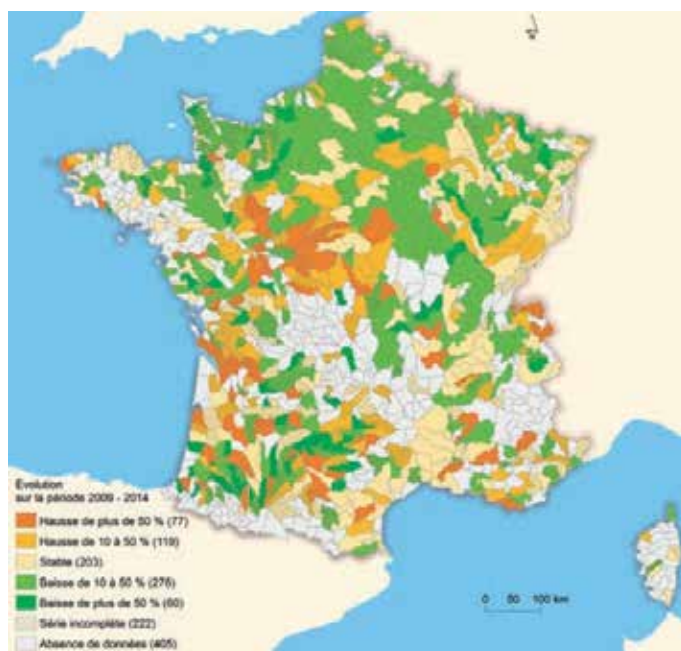 N
Évolution
sur la période 2009 - 2014
Hausse de plus de 50 % (77)
Hausse de 10 à 50 % (119)
Stable (203)
Baisse de 10 à 50 % (276)
Baisse de plus de 50 % (60)
Série incomplète (222)
Absence de données (405)
0 50 100 km